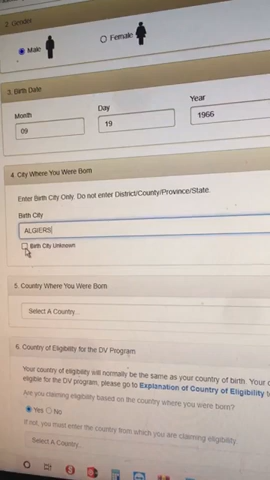 2. Gender
Male
Female
3. Birth Date
Month
Day
Year
09
19
1966
4. City Where You Were Born
Enter Birth City Only. Do not enter District/County/Province/State.
Birth City
ALGIERS
Birth City Unknown
5. Country Where You Were Born
Select A Country...
6. Country of Eligibility for the DV Program
Your country of eligibility will normally be the same as your country of birth. Your
eligible for the DV program, please go to Explanation of Country of Eligibility
Are you claiming eligibility based on the country where you were born?
Yes No
If not, you must enter the country from which you are claiming eligibility
Select A Country...